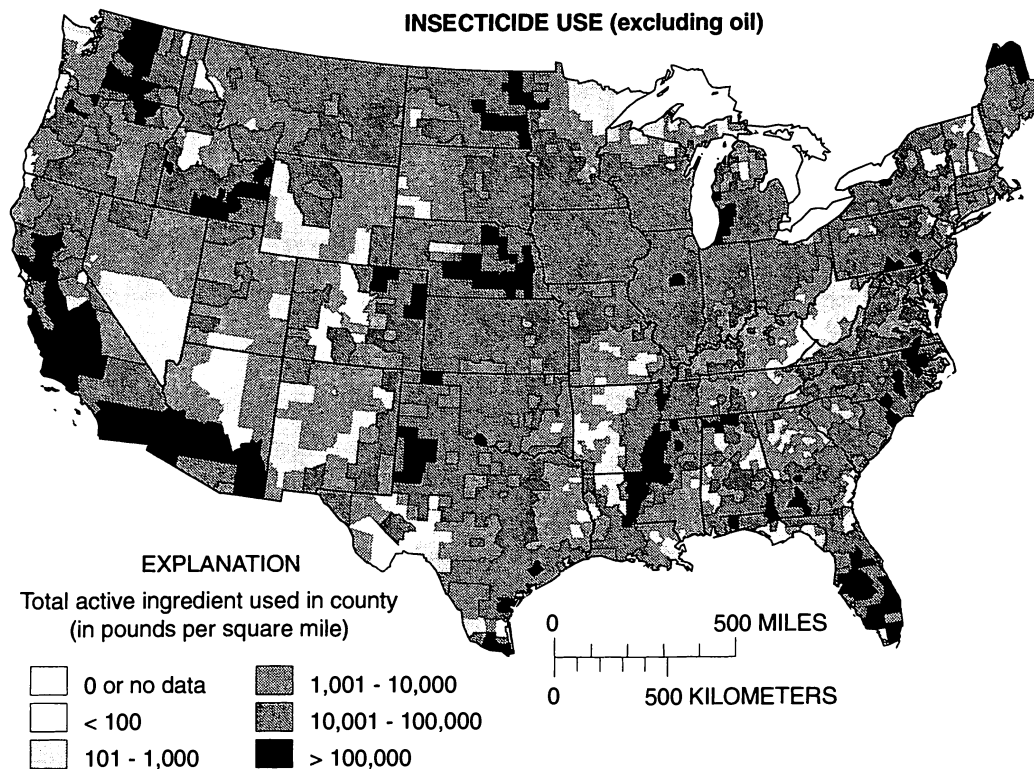 INSECTICIDE USE (excluding oil)
EXPLANATION
Total active ingredient used in county
(in pounds per square mile)
0 or no data
< 100
101 - 1,000
1,001 - 10,000
10,001 - 100,000
> 100,000
0 500 MILES
0 500 KILOMETERS